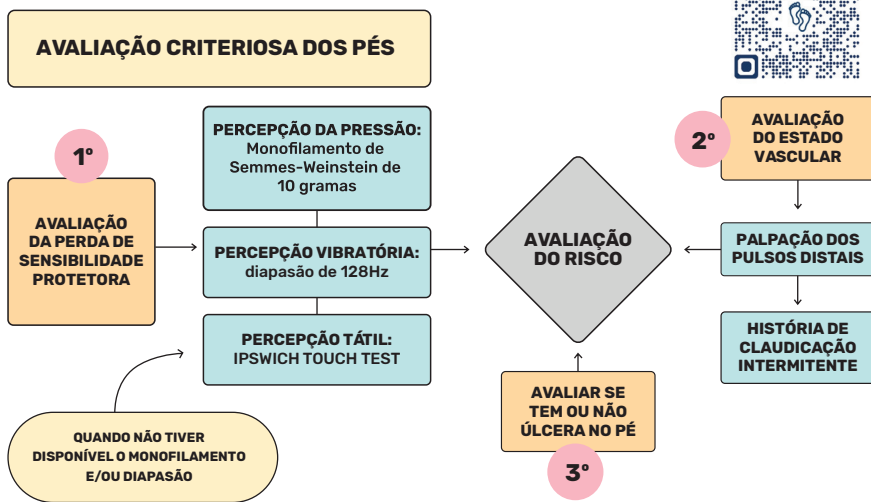 AVALIAÇÃO CRITERIOSA DOS PÉS
1º
AVALIAÇÃO
DA PERDA DE
SENSIBILIDADE
PROTETORA
PERCEPÇÃO DA PRESSÃO:
Monofilamento de
Semmes-Weinstein de
10 gramas
PERCEPÇÃO VIBRATÓRIA:
diapasão de 128Hz
PERCEPÇÃO TÁTIL:
IPSWICH TOUCH TEST
QUANDO NÃO TIVER
DISPONÍVEL O MONOFILAMENTO
E/OU DIAPASÃO
AVALIAÇÃO
DO RISCO
2º
AVALIAÇÃO
DO ESTADO
VASCULAR
PALPAÇÃO DOS
PULSOS DISTAIS
HISTÓRIA DE
CLAUDICAÇÃO
INTERMITENTE
AVALIAR SE
TEM OU NÃO
ÚLCERA NO PÉ
3º